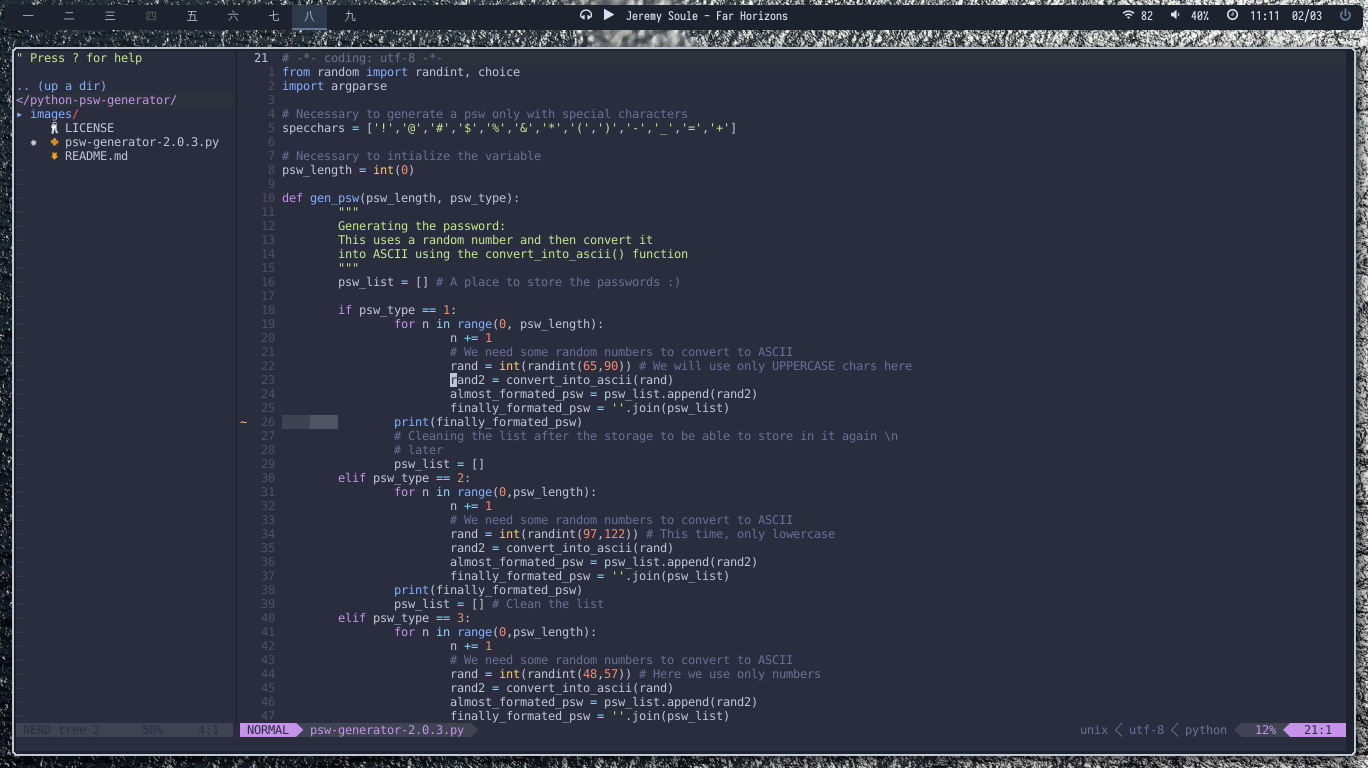 一 二 三 四 五 六 七 八 九
Jeremy Soule - Far Horizons
82 40% 11:11 02/03
" Press ? for help
.. (up a dir)
</python-psw-generator/
▸ images/
LICENSE
psw-generator-2.0.3.py
README.md
NERD_tree_2 50% 4:1
21 # -*- coding: utf-8 -*-
1 from random import randint, choice
2 import argparse
3
4 # Necessary to generate a psw only with special characters
5 specchars = ['!','@','#','$','%','&','*','(',')','-','_','=','+']
6
7 # Necessary to intialize the variable
8 psw_length = int(0)
9
10 def gen_psw(psw_length, psw_type):
11 """
12 Generating the password:
13 This uses a random number and then convert it
14 into ASCII using the convert_into_ascii() function
15 """
16 psw_list = [] # A place to store the passwords :)
17
18 if psw_type == 1:
19 for n in range(0, psw_length):
20 n += 1
21 # We need some random numbers to convert to ASCII
22 rand = int(randint(65,90)) # We will use only UPPERCASE chars here
23 rand2 = convert_into_ascii(rand)
24 almost_formated_psw = psw_list.append(rand2)
25 finally_formated_psw = ''.join(psw_list)
~ 26 print(finally_formated_psw)
27 # Cleaning the list after the storage to be able to store in it again \n
28 # later
29 psw_list = []
30 elif psw_type == 2:
31 for n in range(0,psw_length):
32 n += 1
33 # We need some random numbers to convert to ASCII
34 rand = int(randint(97,122)) # This time, only lowercase
35 rand2 = convert_into_ascii(rand)
36 almost_formated_psw = psw_list.append(rand2)
37 finally_formated_psw = ''.join(psw_list)
38 print(finally_formated_psw)
39 psw_list = [] # Clean the list
40 elif psw_type == 3:
41 for n in range(0,psw_length):
42 n += 1
43 # We need some random numbers to convert to ASCII
44 rand = int(randint(48,57)) # Here we use only numbers
45 rand2 = convert_into_ascii(rand)
46 almost_formated_psw = psw_list.append(rand2)
47 finally_formated_psw = ''.join(psw_list)
NORMAL psw-generator-2.0.3.py unix utf-8 python 12% 21:1